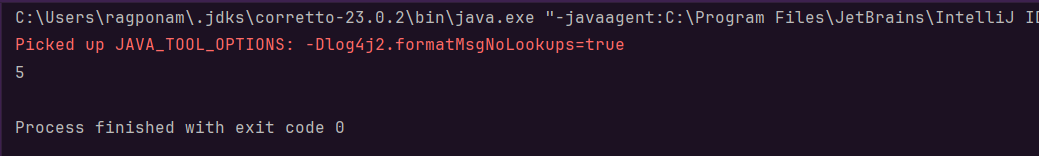 C:\Users\ragponam\.jdks\corretto-23.0.2\bin\java.exe "-javaagent:C:\Program Files\JetBrains\IntelliJ ID
Picked up JAVA_TOOL_OPTIONS: -Dlog4j2.formatMsgNoLookups=true
5
Process finished with exit code 0